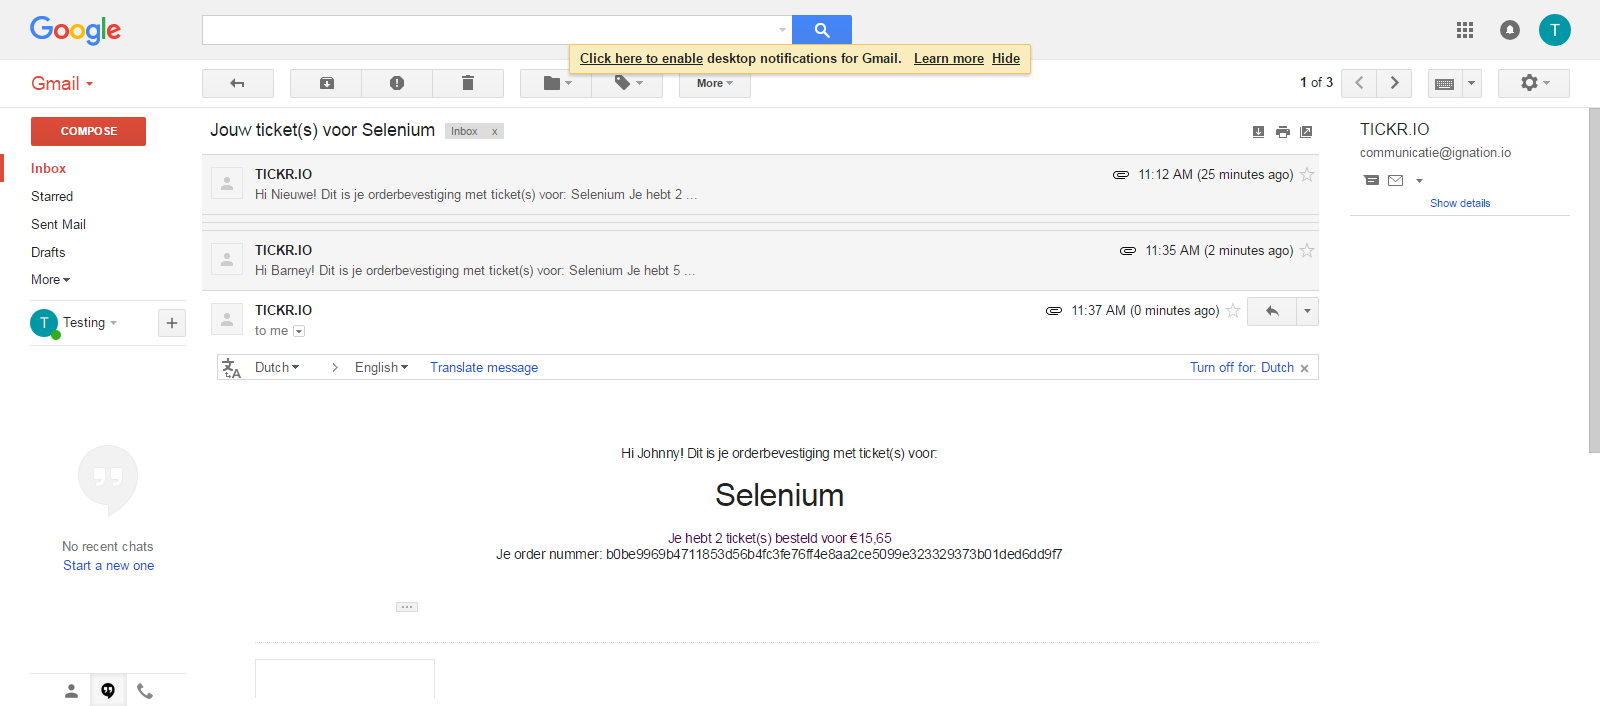 Google
T
Click here to enable desktop notifications for Gmail. Learn more Hide
Gmail
More
1 of 3
COMPOSE
Inbox
Starred
Sent Mail
Drafts
More
T Testing +
No recent chats
Start a new one
Jouw ticket(s) voor Selenium Inbox x
TICKR.IO 11:12 AM (25 minutes ago)
Hi Nieuwe! Dit is je orderbevestiging met ticket(s) voor: Selenium Je hebt 2 ...
TICKR.IO 11:35 AM (2 minutes ago)
Hi Barney! Dit is je orderbevestiging met ticket(s) voor: Selenium Je hebt 5 ...
TICKR.IO 11:37 AM (0 minutes ago)
to me
Dutch > English Translate message Turn off for: Dutch x
Hi Johnny! Dit is je orderbevestiging met ticket(s) voor:
Selenium
Je hebt 2 ticket(s) besteld voor €15,65
Je order nummer: b0be9969b4711853d56b4fc3fe76ff4e8aa2ce5099e323329373b01ded6dd9f7
...
TICKR.IO
communicatie@ignation.io
Show details